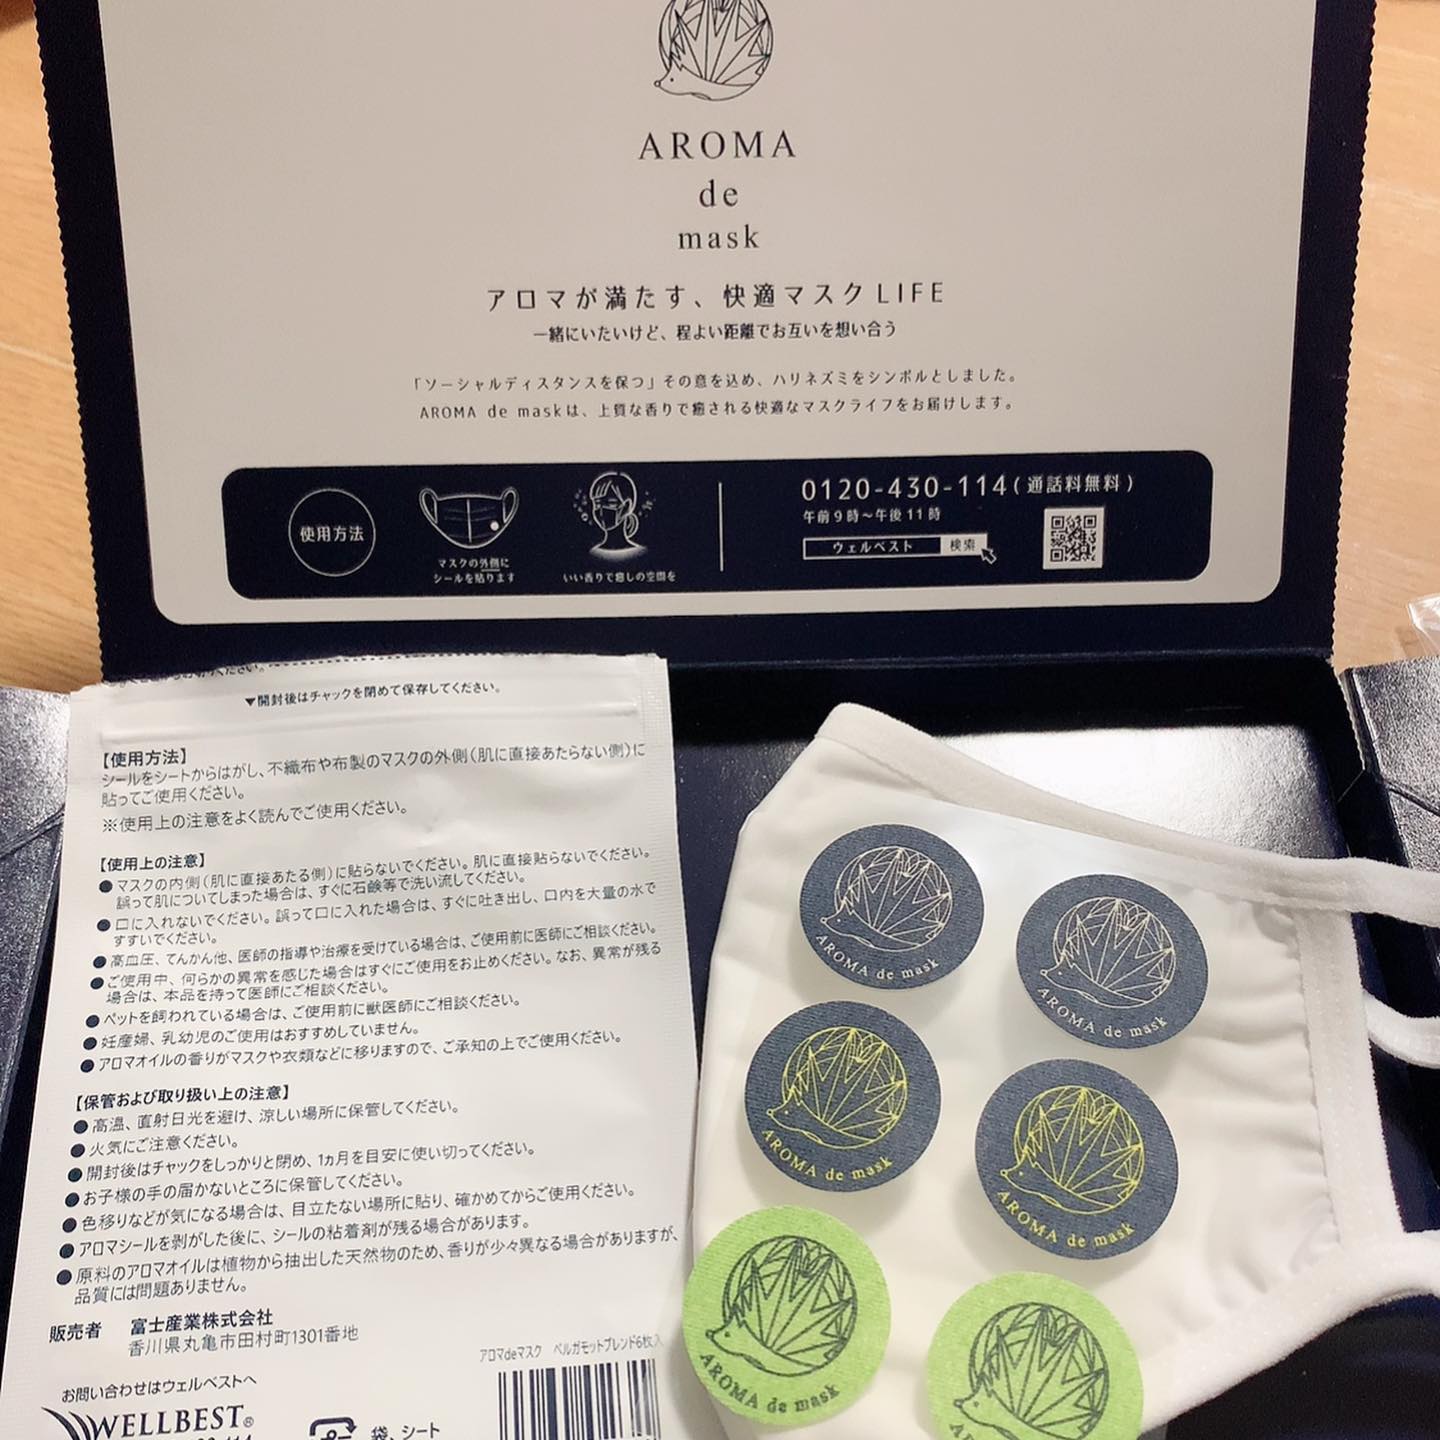 AROMA
de
mask
アロマが満たす、快適マスクLIFE
一緒にいたいけど、程よい距離でお互いを想い合う
「ソーシャルディスタンスを保つ」その意を込め、ハリネズミをシンボルとしました。
AROMA de maskは、上質な香りで癒される快適なマスクライフをお届けします。
使用方法
マスクの外側に
シールを貼ります
いい香りで癒しの空間を
0120-430-114(通話料無料)
午前9時〜午後11時
ウェルベスト 検索
▼開封後はチャックを閉めて保存してください。
【使用方法】
シールをシートからはがし、不織布や布製のマスクの外側(肌に直接あたらない側)に
貼ってご使用ください。
※使用上の注意をよく読んでご使用ください。
【使用上の注意】
●マスクの内側(肌に直接あたる側)に貼らないでください。肌に直接貼らないでください。
誤って肌についてしまった場合は、すぐに石鹸等で洗い流してください。
●口に入れないでください。誤って口に入れた場合は、すぐに吐き出し、口内を大量の水で
すすいでください。
●高血圧、てんかん他、医師の指導や治療を受けている場合は、ご使用前に医師にご相談ください。
●ご使用中、何らかの異常を感じた場合はすぐにご使用をお止めください。なお、異常が残る
場合は、本品を持って医師にご相談ください。
●ペットを飼われている場合は、ご使用前に獣医師にご相談ください。
●妊産婦、乳幼児のご使用はおすすめしていません。
●アロマオイルの香りがマスクや衣類などに移りますので、ご承知の上でご使用ください。
【保管および取り扱い上の注意】
●高温、直射日光を避け、涼しい場所に保管してください。
●火気にご注意ください。
●開封後はチャックをしっかりと閉め、1ヵ月を目安に使い切ってください。
●お子様の手の届かないところに保管してください。
●色移りなどが気になる場合は、目立たない場所に貼り、確かめてからご使用ください。
●アロマシールを剥がした後に、シールの粘着剤が残る場合があります。
●原料のアロマオイルは植物から抽出した天然物のため、香りが少々異なる場合がありますが、
品質には問題ありません。
販売者 富士産業株式会社
香川県丸亀市田村町1301番地
アロマdeマスク ベルガモットブレンド6枚入
お問い合わせはウェルベストへ
WELLBEST®
袋、シート
AROMA de mask
AROMA de mask
AROMA de mask
AROMA de mask
AROMA de mask